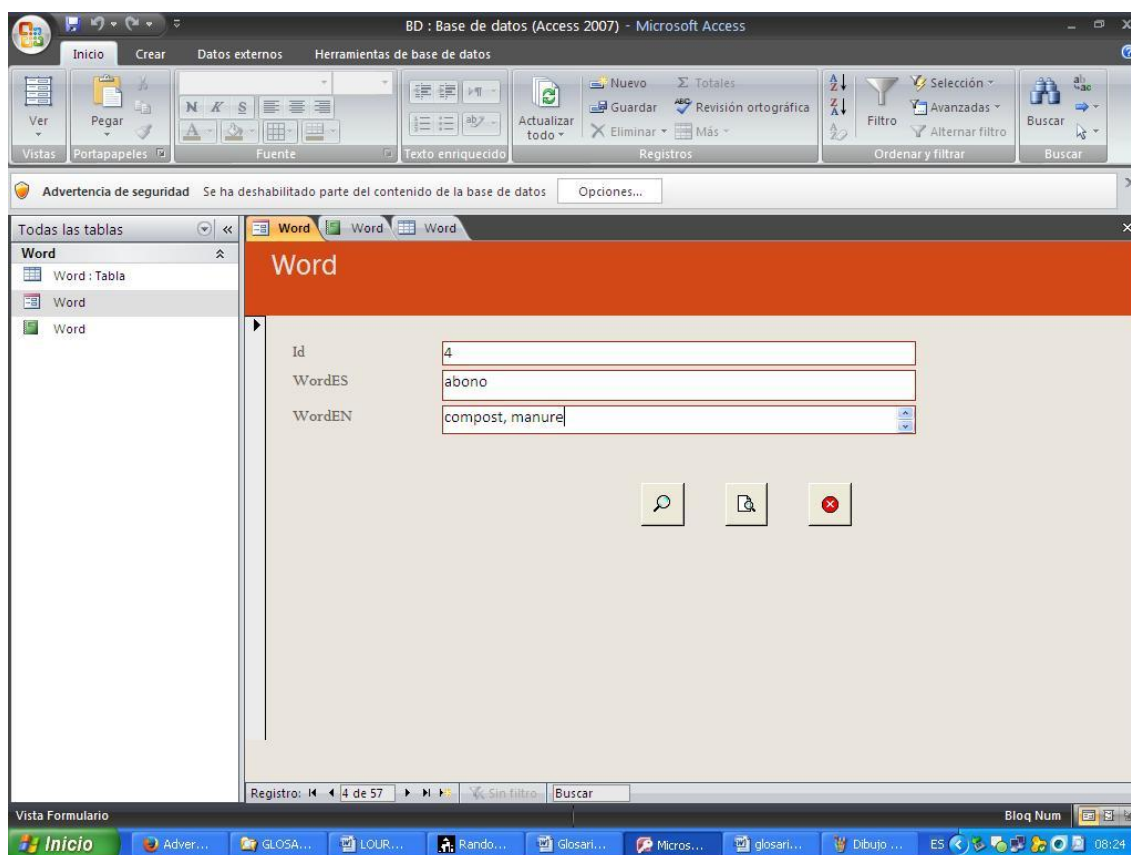 BD : Base de datos (Access 2007) - Microsoft Access
Inicio Crear Datos externos Herramientas de base de datos
Ver
Pegar
N K S
Actualizar todo
Nuevo
Guardar
Eliminar
Totales
Revisión ortográfica
Más
Filtro
Selección
Avanzadas
Alternar filtro
Buscar
Vistas Portapapeles Fuente Texto enriquecido Registros Ordenar y filtrar Buscar
Advertencia de seguridad Se ha deshabilitado parte del contenido de la base de datos Opciones...
Todas las tablas «
Word Word Word
Word
Word : Tabla
Word
Word
Word
Id 4
WordES abono
WordEN compost, manure
Registro: 4 de 57 Sin filtro Buscar
Vista Formulario Bloq Num
Inicio Adver... GLOSA... LOUR... Rando... Glosari... Micros... glosari... Dibujo ... ES 08:24